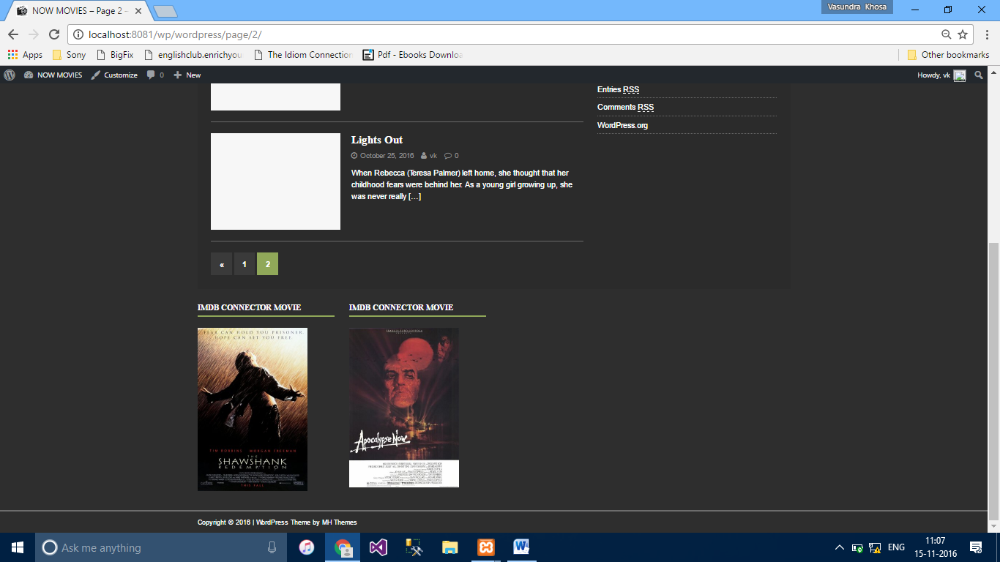 NOW MOVIES – Page 2 –
Vasundra Khosa
localhost:8081/wp/wordpress/page/2/
Apps Sony BigFix englishclub.enrichyou The Idiom Connection Pdf - Ebooks Downloa Other bookmarks
NOW MOVIES Customize 0 New Howdy, vk
Entries RSS
Comments RSS
WordPress.org
Lights Out
October 25, 2016 vk 0
When Rebecca (Teresa Palmer) left home, she thought that her
childhood fears were behind her. As a young girl growing up, she
was never really […]
« 1 2
IMDB CONNECTOR MOVIE
FEAR CAN HOLD YOU PRISONER.
HOPE CAN SET YOU FREE.
TIM ROBBINS MORGAN FREEMAN
THE
SHAWSHANK
REDEMPTION
THIS FALL
IMDB CONNECTOR MOVIE
Apocalypse Now
Copyright © 2016 | WordPress Theme by MH Themes
Ask me anything
ENG
11:07
15-11-2016